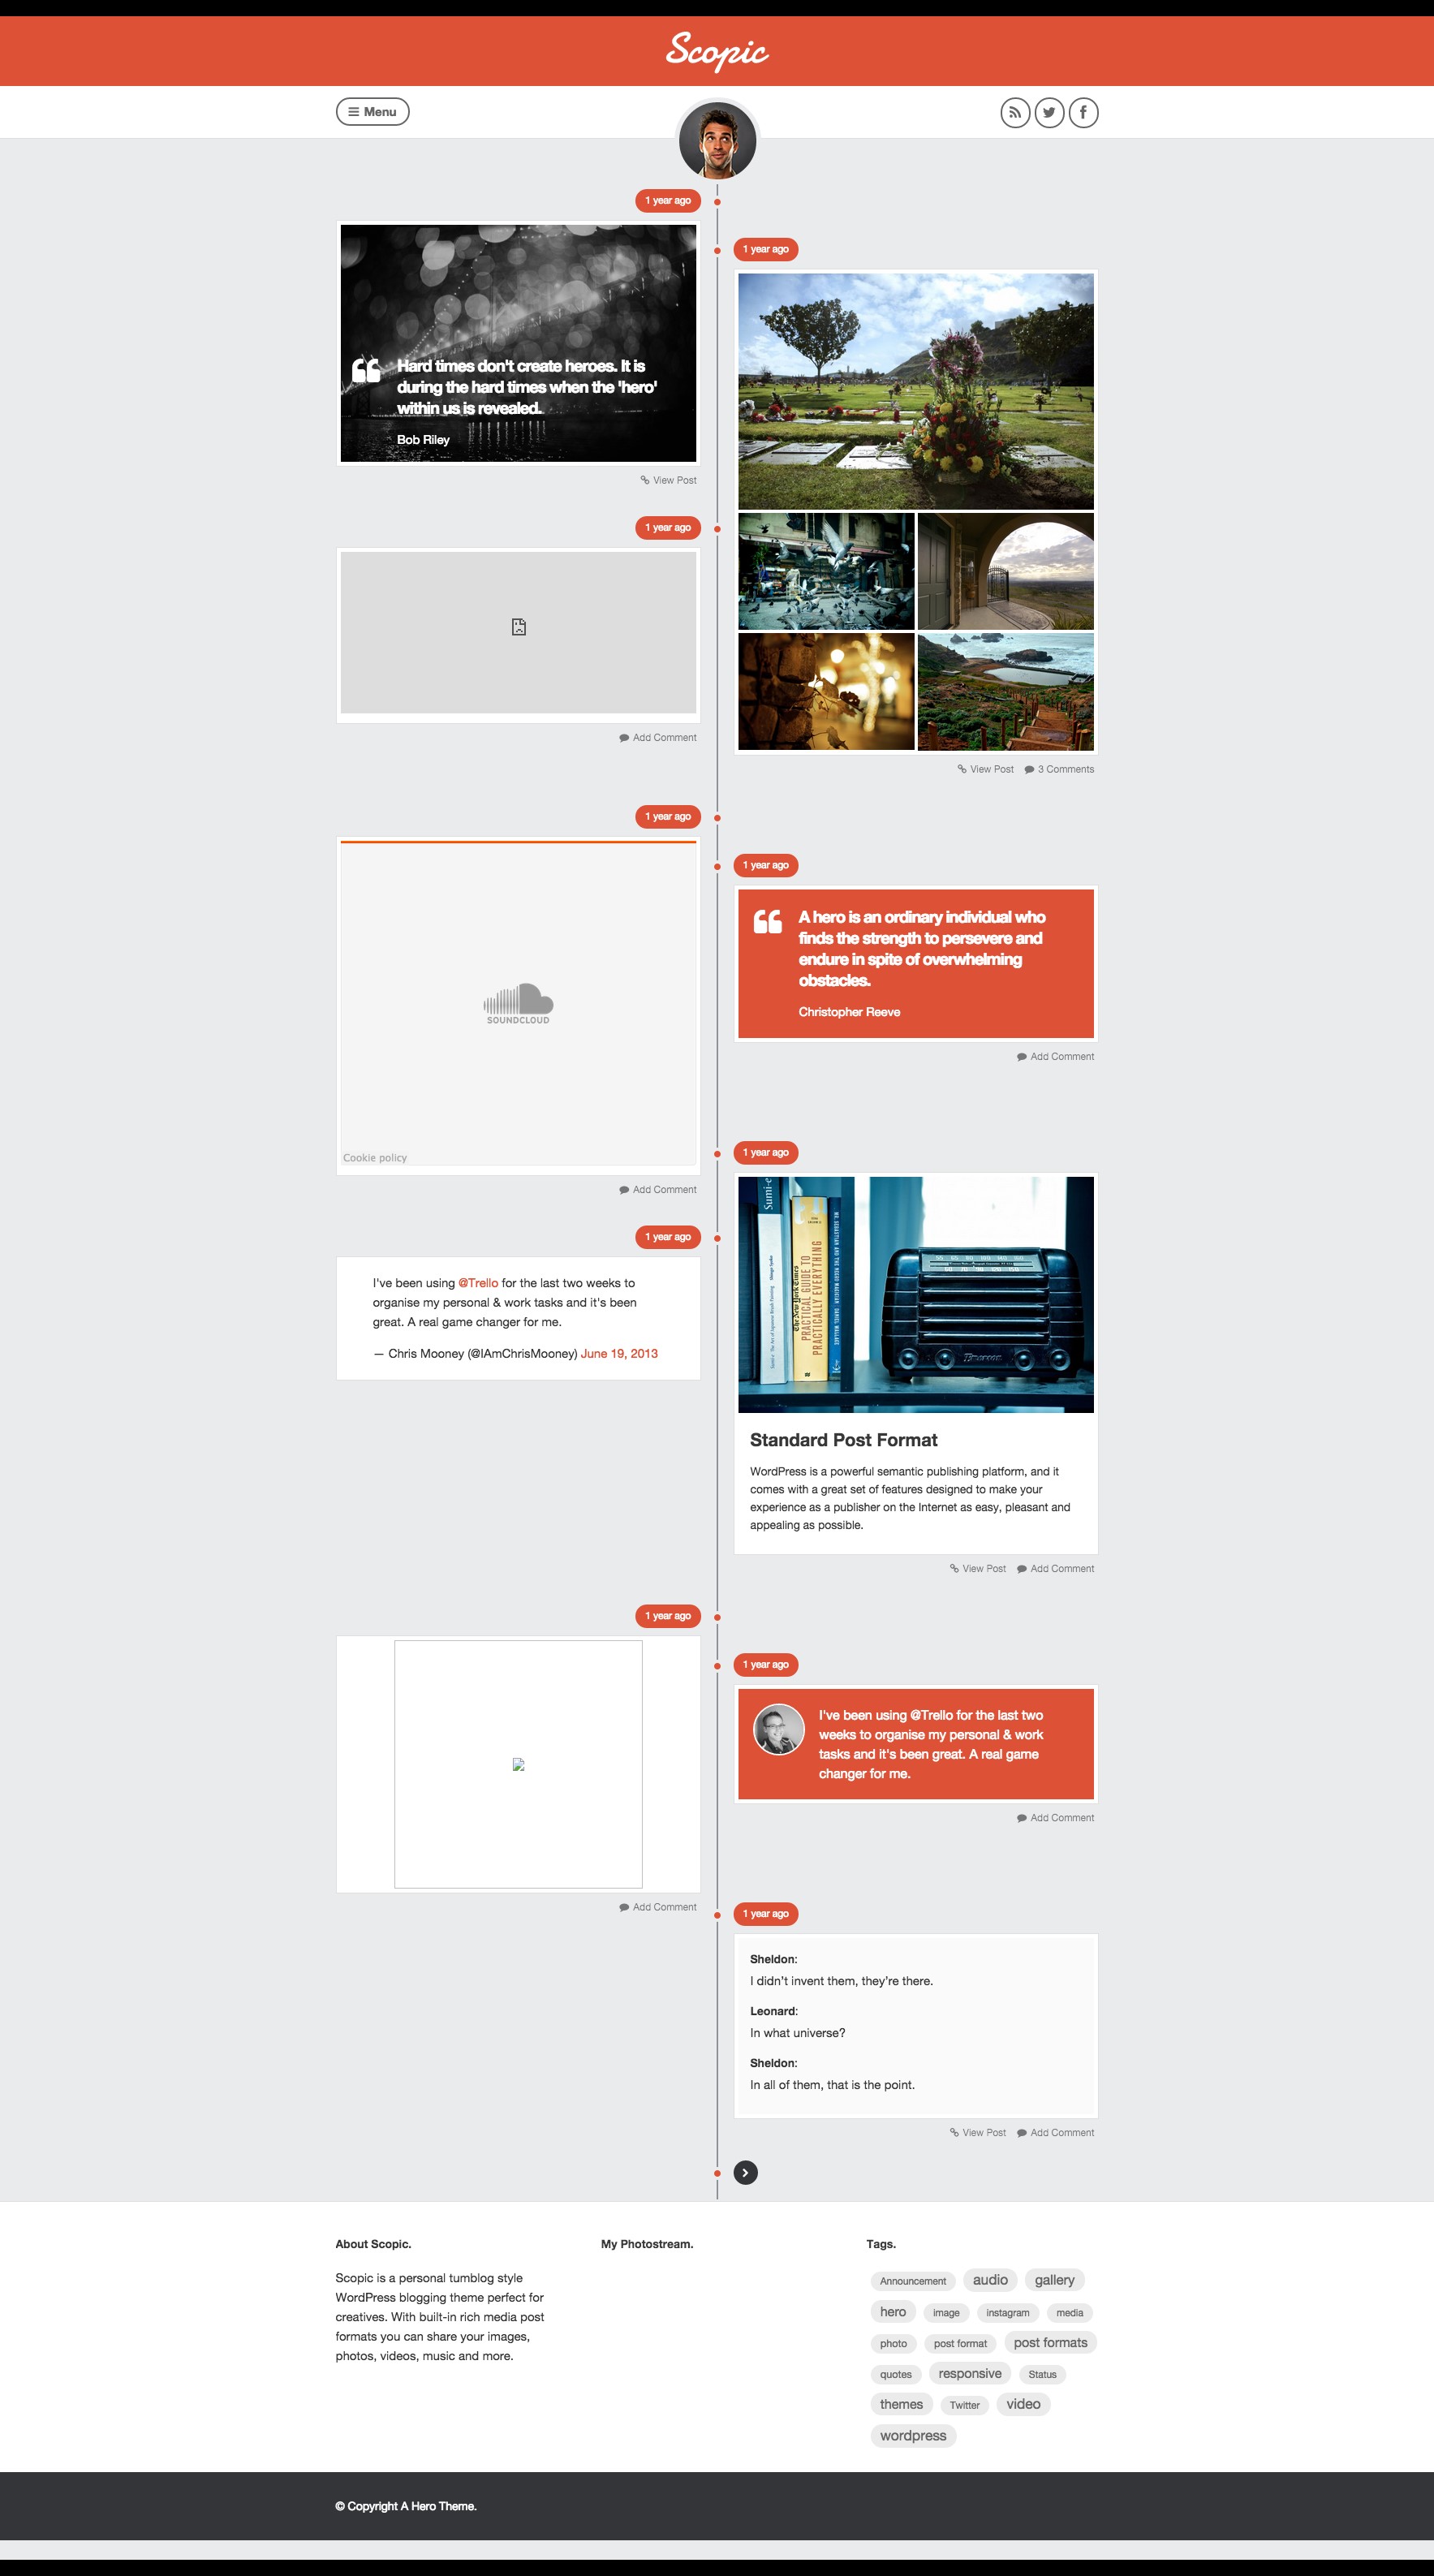 Scopic
Menu
1 year ago
Hard times don't create heroes. It is
during the hard times when the 'hero'
within us is revealed.
Bob Riley
View Post
1 year ago
View Post 3 Comments
1 year ago
Add Comment
1 year ago
Cookie policy
SOUNDCLOUD
Add Comment
1 year ago
A hero is an ordinary individual who
finds the strength to persevere and
endure in spite of overwhelming
obstacles.
Christopher Reeve
Add Comment
1 year ago
Sumi-e
The New York Times
PRACTICAL GUIDE TO
PRACTICALLY EVERYTHING
Emerson
Standard Post Format
WordPress is a powerful semantic publishing platform, and it
comes with a great set of features designed to make your
experience as a publisher on the Internet as easy, pleasant and
appealing as possible.
View Post Add Comment
1 year ago
I've been using @Trello for the last two weeks to
organise my personal & work tasks and it's been
great. A real game changer for me.
— Chris Mooney (@IAmChrisMooney) June 19, 2013
1 year ago
Add Comment
1 year ago
I've been using @Trello for the last two
weeks to organise my personal & work
tasks and it's been great. A real game
changer for me.
Add Comment
1 year ago
Sheldon:
I didn’t invent them, they’re there.
Leonard:
In what universe?
Sheldon:
In all of them, that is the point.
View Post Add Comment
About Scopic.
Scopic is a personal tumblog style
WordPress blogging theme perfect for
creatives. With built-in rich media post
formats you can share your images,
photos, videos, music and more.
My Photostream.
Tags.
Announcement audio gallery
hero image instagram media
photo post format post formats
quotes responsive Status
themes Twitter video
wordpress
© Copyright A Hero Theme.